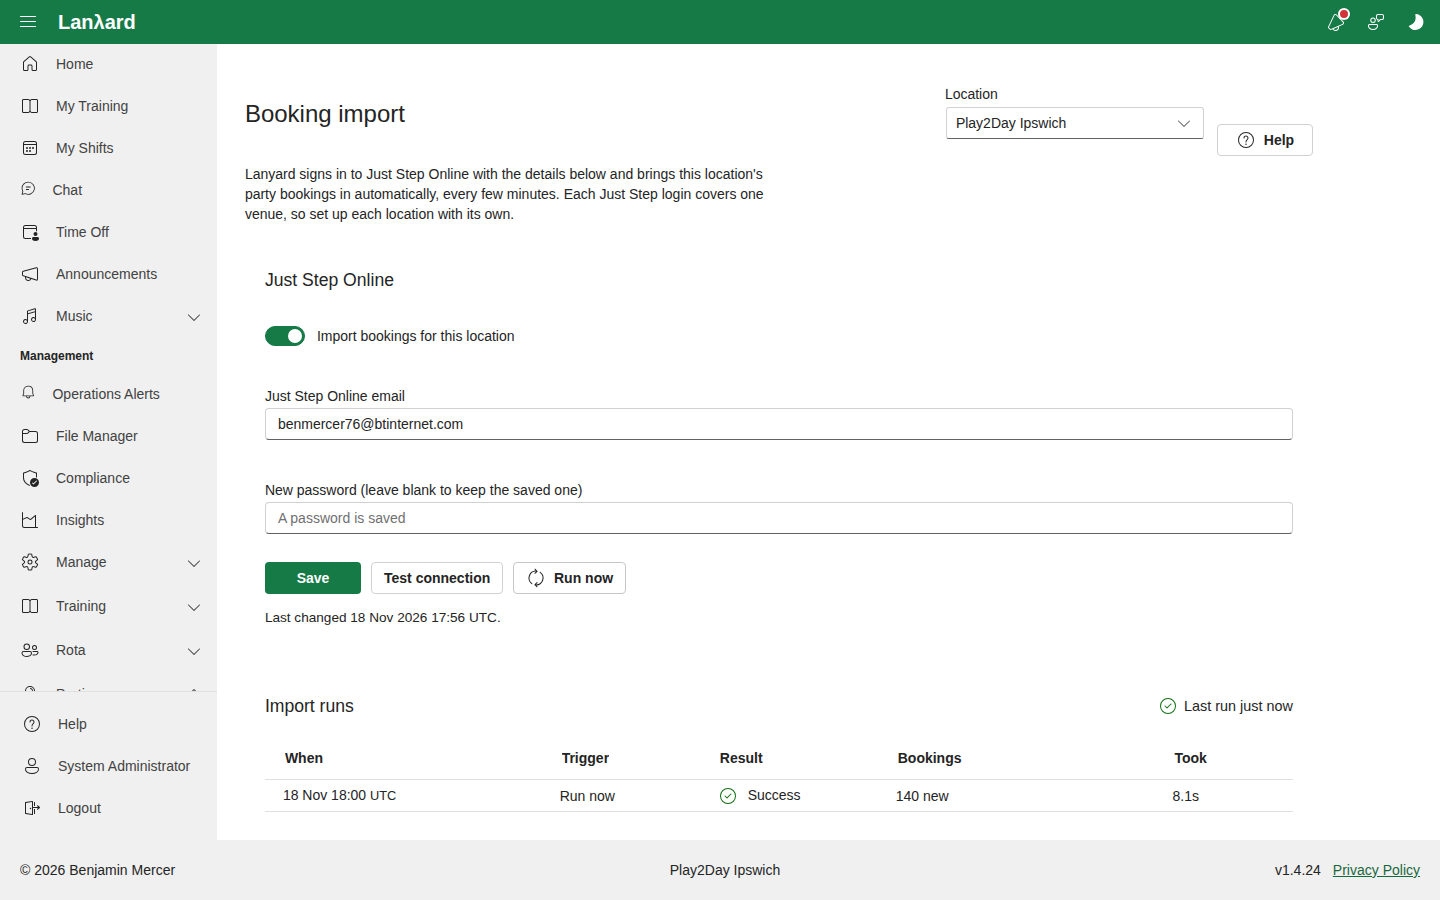 Lanλard
Home
My Training
My Shifts
Chat
Time Off
Announcements
Music
Management
Operations Alerts
File Manager
Compliance
Insights
Manage
Training
Rota
Help
System Administrator
Logout
Booking import
Location
Play2Day Ipswich
Help
Lanyard signs in to Just Step Online with the details below and brings this location's
party bookings in automatically, every few minutes. Each Just Step login covers one
venue, so set up each location with its own.
Just Step Online
Import bookings for this location
Just Step Online email
benmercer76@btinternet.com
New password (leave blank to keep the saved one)
A password is saved
Save Test connection Run now
Last changed 18 Nov 2026 17:56 UTC.
Import runs
Last run just now
When Trigger Result Bookings Took
18 Nov 18:00 UTC Run now Success 140 new 8.1s
© 2026 Benjamin Mercer Play2Day Ipswich v1.4.24 Privacy Policy